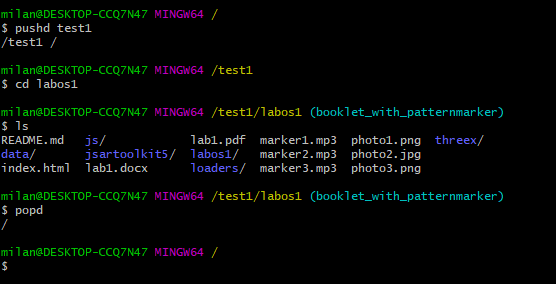 milan@DESKTOP-CCQ7N47 MINGW64 /
$ pushd test1
/test1 /
milan@DESKTOP-CCQ7N47 MINGW64 /test1
$ cd labos1
milan@DESKTOP-CCQ7N47 MINGW64 /test1/labos1 (booklet_with_patternmarker)
$ ls
README.md js/ lab1.pdf marker1.mp3 photo1.png threex/
data/ jsartoolkit5/ labos1/ marker2.mp3 photo2.jpg
index.html lab1.docx loaders/ marker3.mp3 photo3.png
milan@DESKTOP-CCQ7N47 MINGW64 /test1/labos1 (booklet_with_patternmarker)
$ popd
/
milan@DESKTOP-CCQ7N47 MINGW64 /
$